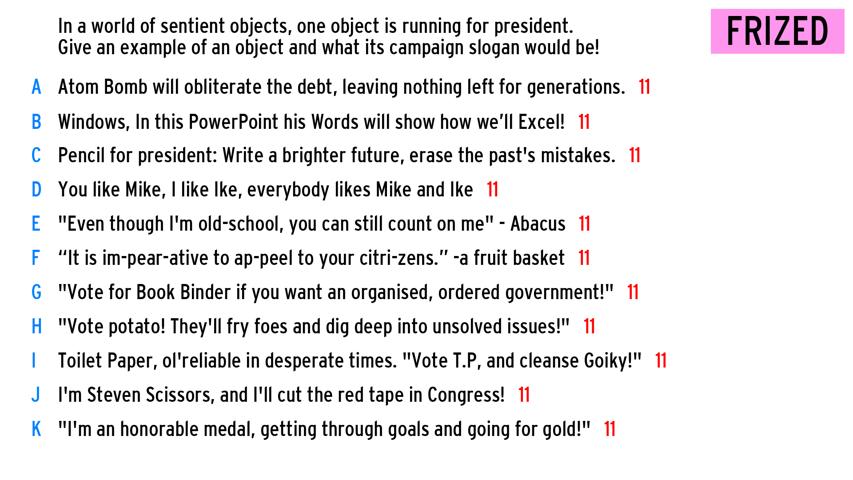 In a world of sentient objects, one object is running for president.
Give an example of an object and what its campaign slogan would be!
FRIZED
A Atom Bomb will obliterate the debt, leaving nothing left for generations. 11
B Windows, In this PowerPoint his Words will show how we'll Excel! 11
C Pencil for president: Write a brighter future, erase the past's mistakes. 11
D You like Mike, I like Ike, everybody likes Mike and Ike 11
E "Even though I'm old-school, you can still count on me" - Abacus 11
F “It is im-pear-ative to ap-peel to your citri-zens.” -a fruit basket 11
G "Vote for Book Binder if you want an organised, ordered government!" 11
H "Vote potato! They'll fry foes and dig deep into unsolved issues!" 11
I Toilet Paper, ol'reliable in desperate times. "Vote T.P, and cleanse Goiky!" 11
J I'm Steven Scissors, and I'll cut the red tape in Congress! 11
K "I'm an honorable medal, getting through goals and going for gold!" 11